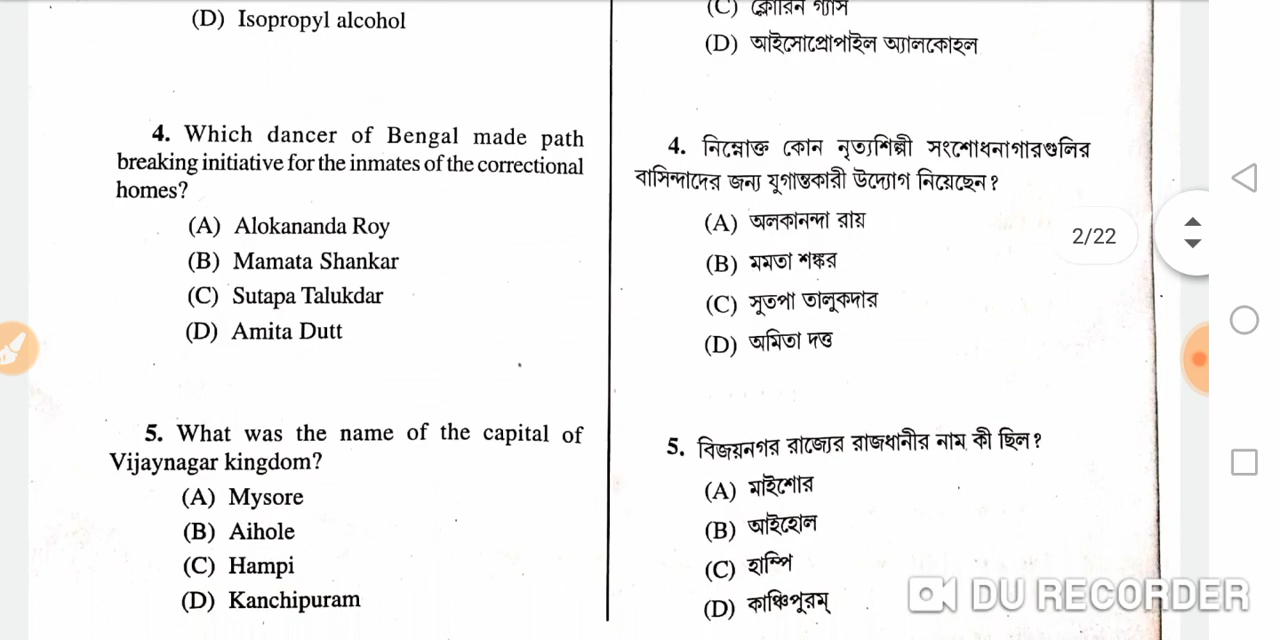 (D) Isopropyl alcohol
4. Which dancer of Bengal made path
breaking initiative for the inmates of the correctional
homes?
(A) Alokananda Roy
(B) Mamata Shankar
(C) Sutapa Talukdar
(D) Amita Dutt
5. What was the name of the capital of
Vijaynagar kingdom?
(A) Mysore
(B) Aihole
(C) Hampi
(D) Kanchipuram
(C) ক্লোরিন গ্যাস
(D) আইসোপ্রোপাইল অ্যালকোহল
4. নিম্নোক্ত কোন নৃত্যশিল্পী সংশোধনাগারগুলির
বাসিন্দাদের জন্য যুগান্তকারী উদ্যোগ নিয়েছেন?
(A) অলকানন্দা রায়
(B) মমতা শঙ্কর
(C) সুতপা তালুকদার
(D) অমিতা দত্ত
5. বিজয়নগর রাজ্যের রাজধানীর নাম কী ছিল?
(A) মাইশোর
(B) আইহোল
(C) হাম্পি
(D) কাঞ্চিপুরম্
2/22
DU RECORDER